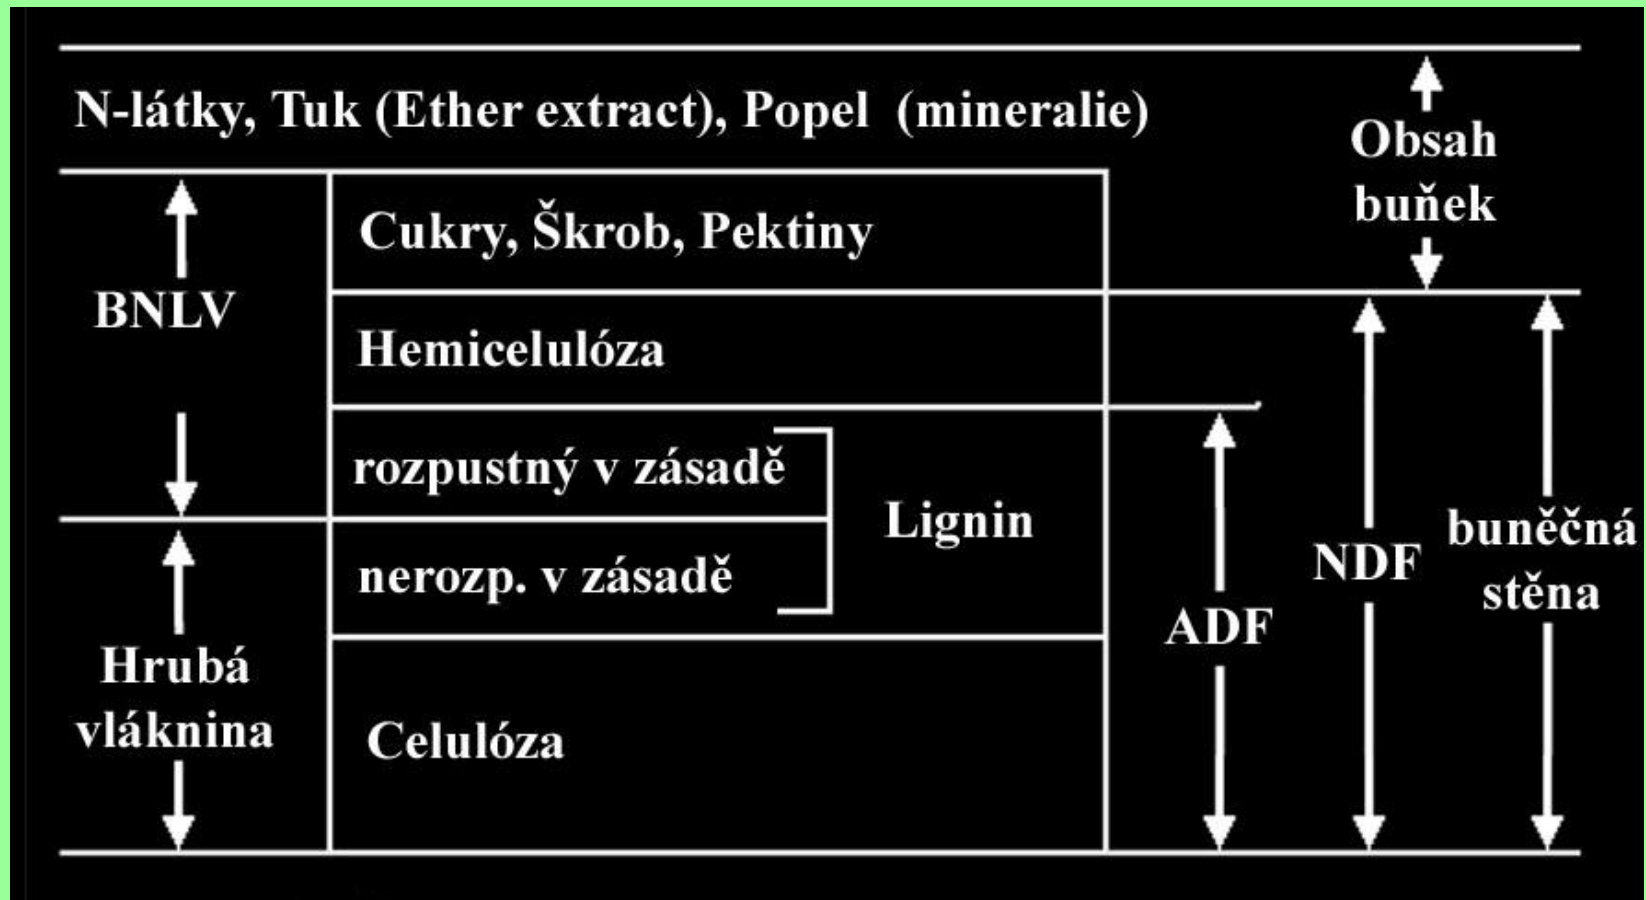 N-látky, Tuk (Ether extract), Popel (mineralie)
Obsah
buňek
Cukry, Škrob, Pektiny
BNLV
Hemicelulóza
rozpustný v zásadě
Lignin
nerozp. v zásadě
buněčná
stěna
NDF
ADF
Hrubá
vláknina
Celulóza